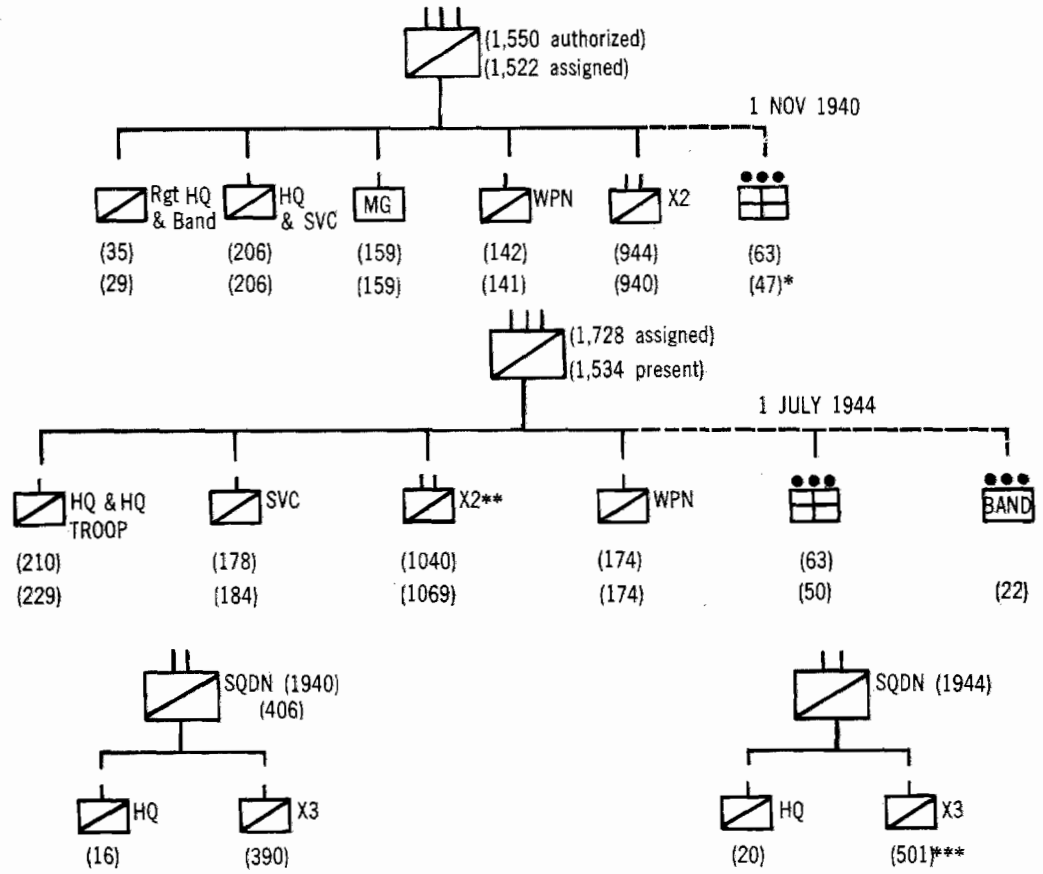 (1,550 authorized)
(1,522 assigned)
1 NOV 1940
Rgt HQ & Band
HQ & SVC
MG
WPN
X2
(35) (206) (159) (142) (944) (63)
(29) (206) (159) (141) (940) (47)*
(1,728 assigned)
(1,534 present)
1 JULY 1944
HQ & HQ TROOP
SVC
X2**
WPN
BAND
(210) (178) (1040) (174) (63)
(229) (184) (1069) (174) (50) (22)
SQDN (1940)
(406)
HQ
X3
(16) (390)
SQDN (1944)
HQ
X3
(20) (501)***